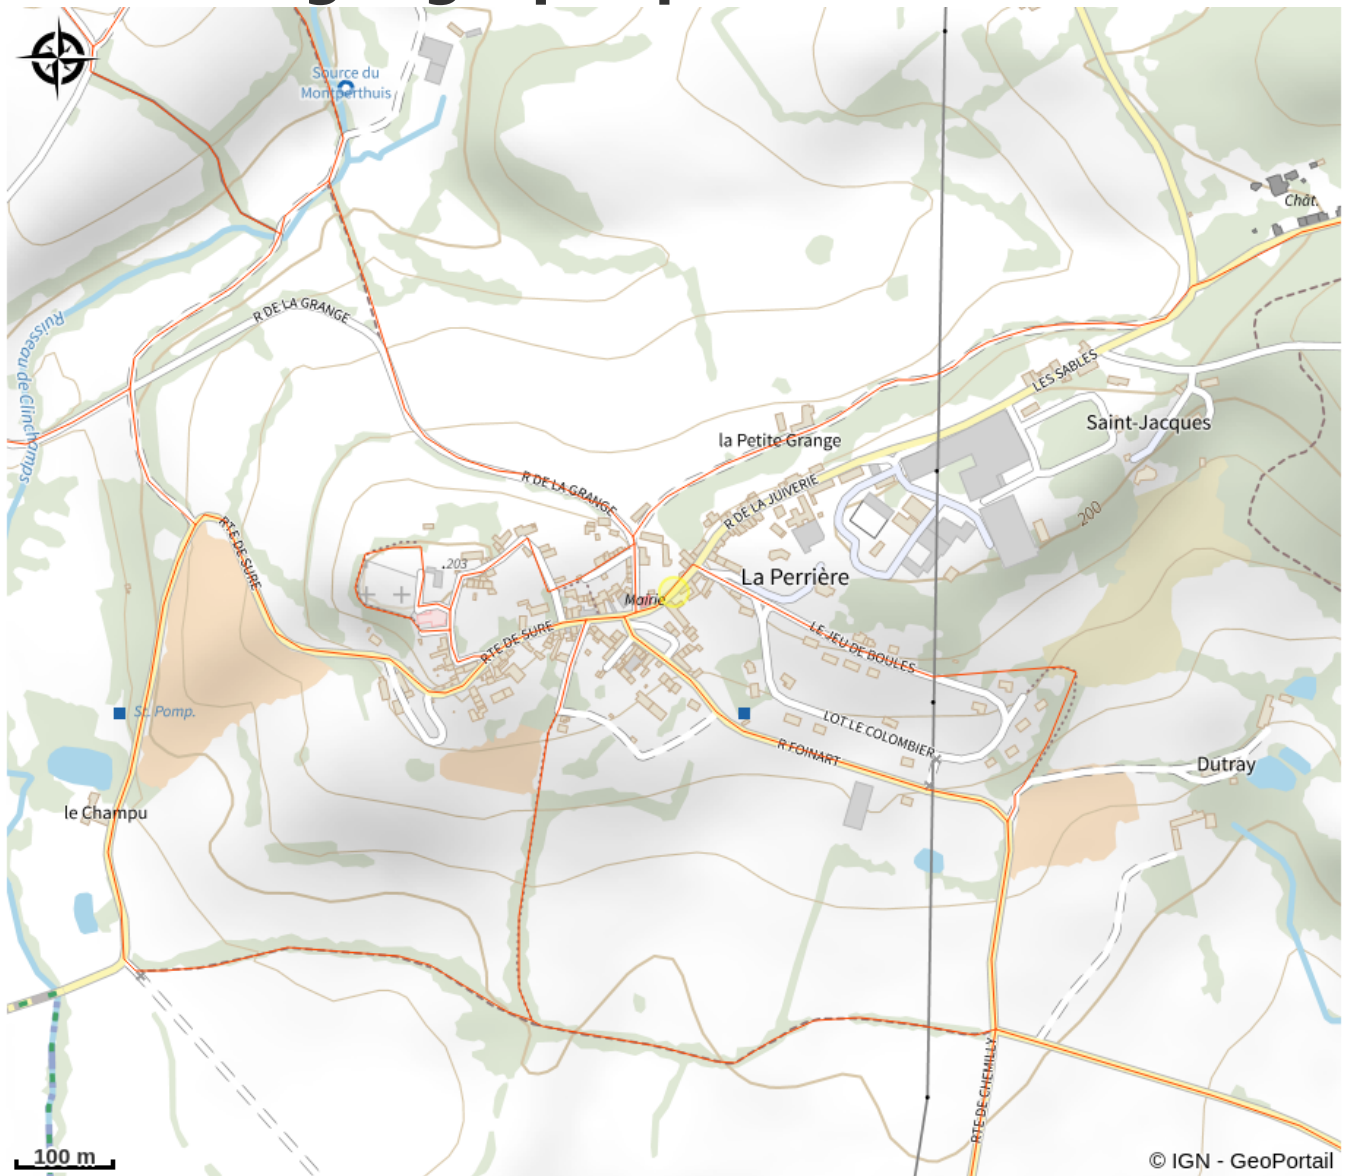 Source du
Montperthuis
Chât.
R DE LA GRANGE
Ruisseau de Clinchamps
LES SABLES
Saint-Jacques
la Petite Grange
R DE LA GRANGE
R DE LA JUIVERIE
200
RTE DE SURE
.203
La Perrière
Mairie
RTE DE SURE
LE JEU DE BOULES
St. Pomp.
LOT LE COLOMBIER
R FOINART
Dutray
le Champu
RTE DE CHEMILLY
100 m
© IGN - GeoPortail